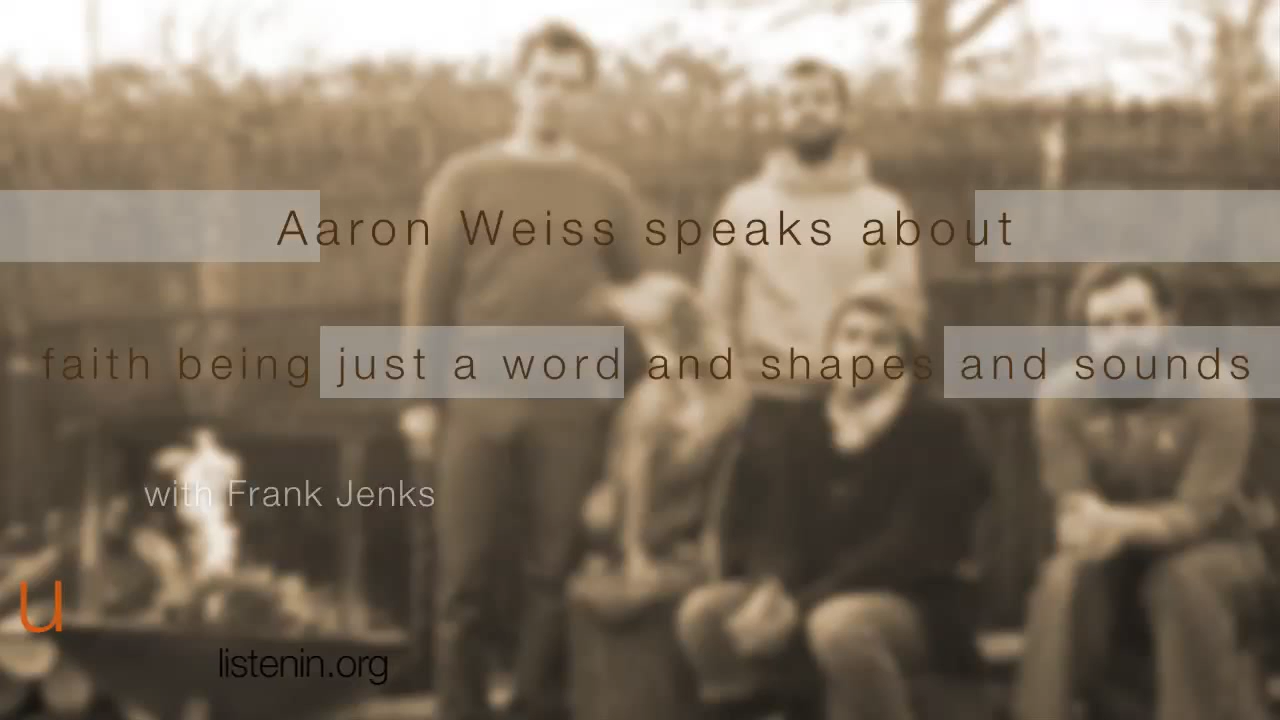 Aaron Weiss speaks about
faith being just a word and shapes and sounds
with Frank Jenks
u
listenin.org